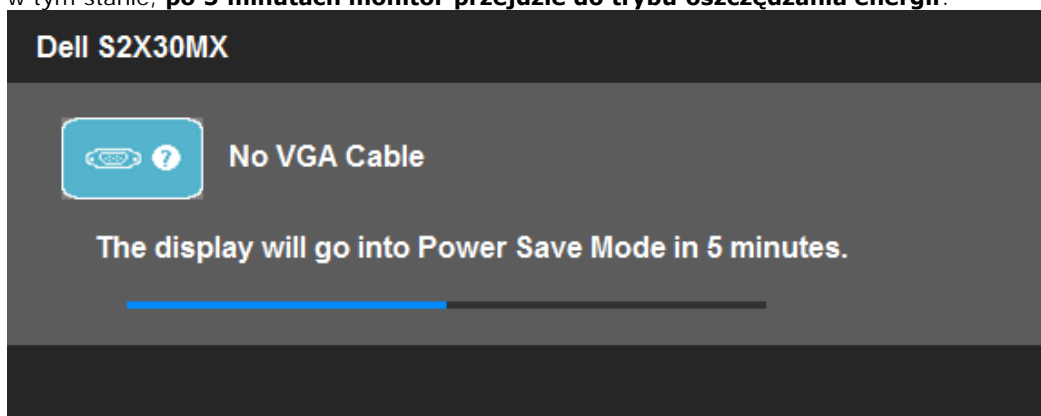 w tym stanie, po 5 minutach monitor przejdzie do trybu oszczędzania energii.
Dell S2X30MX
? No VGA Cable
The display will go into Power Save Mode in 5 minutes.